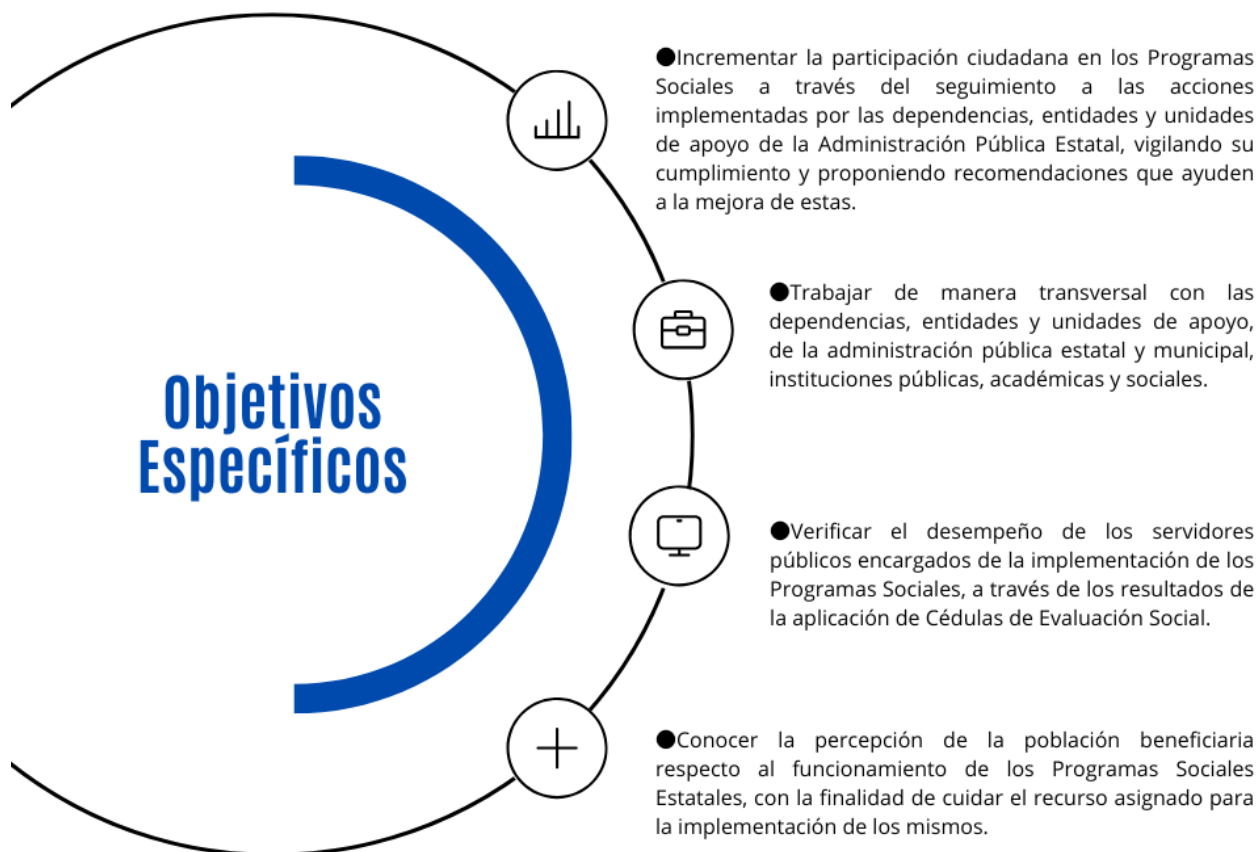 Objetivos
Específicos
●Incrementar la participación ciudadana en los Programas
Sociales a través del seguimiento a las acciones
implementadas por las dependencias, entidades y unidades
de apoyo de la Administración Pública Estatal, vigilando su
cumplimiento y proponiendo recomendaciones que ayuden
a la mejora de estas.
●Trabajar de manera transversal con las
dependencias, entidades y unidades de apoyo,
de la administración pública estatal y municipal,
instituciones públicas, académicas y sociales.
●Verificar el desempeño de los servidores
públicos encargados de la implementación de los
Programas Sociales, a través de los resultados de
la aplicación de Cédulas de Evaluación Social.
●Conocer la percepción de la población beneficiaria
respecto al funcionamiento de los Programas Sociales
Estatales, con la finalidad de cuidar el recurso asignado para
la implementación de los mismos.